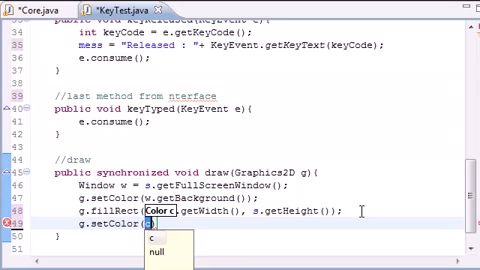 *Core.java *KeyTest.java
33 public void keyReleased(KeyEvent e){
34 int keyCode = e.getKeyCode();
35 mess = "Released : "+ KeyEvent.getKeyText(keyCode);
36 e.consume();
37 }
38
39 //last method from nterface
40 public void keyTyped(KeyEvent e){
41 e.consume();
42 }
43
44 //draw
45 public synchronized void draw(Graphics2D g){
46 Window w = s.getFullScreenWindow();
47 g.setColor(w.getBackground());
48 g.fillRect( Color c .getWidth(), s.getHeight());
49 g.setColor(c)
50 }
c
null